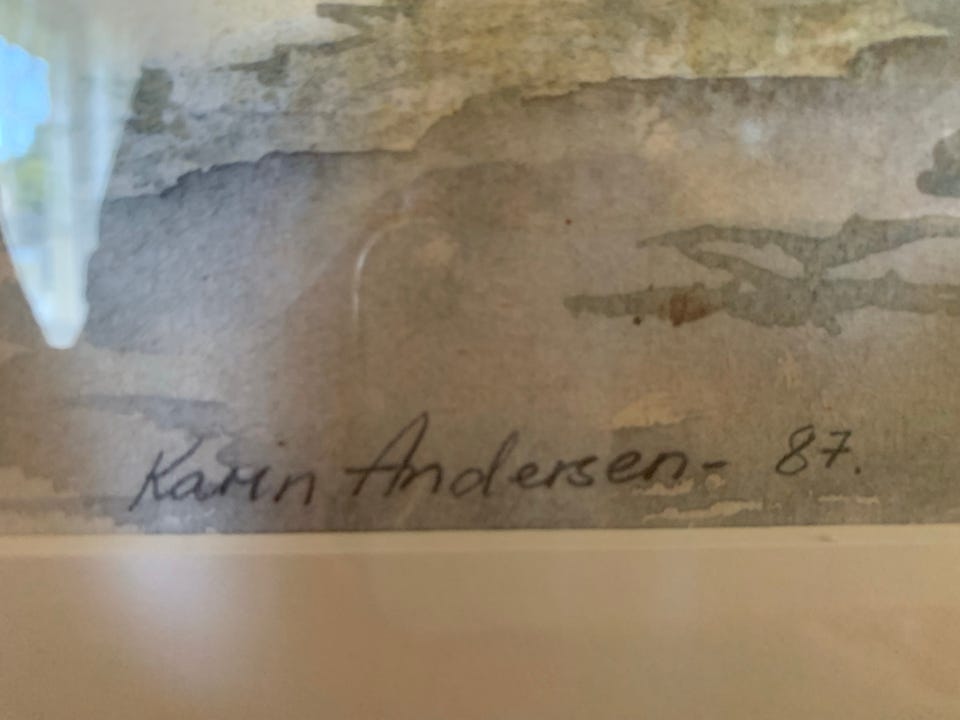 Karin Andersen- 87.